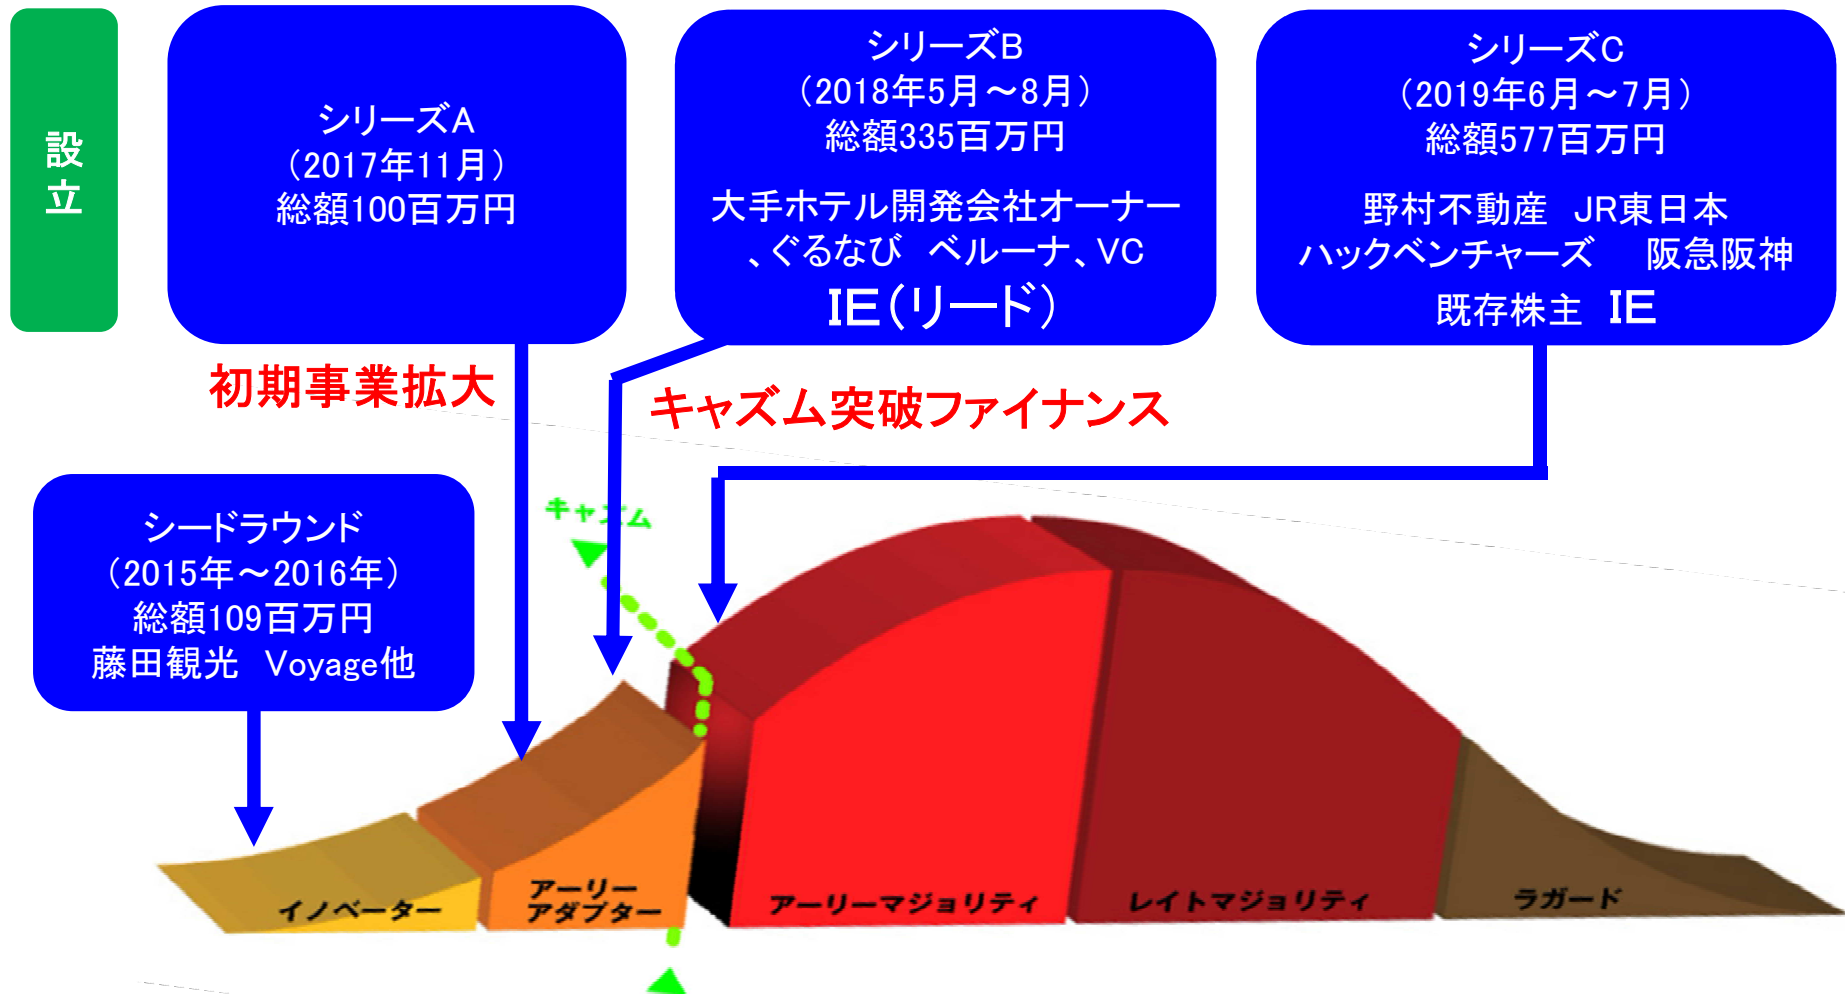 設
立
シリーズA
（2017年11月）
総額100百万円
シリーズB
（2018年5月～8月）
総額335百万円
大手ホテル開発会社オーナー
、ぐるなび　ベルーナ、VC
IE（リード）
シリーズC
（2019年6月～7月）
総額577百万円
野村不動産　JR東日本
ハックベンチャーズ　阪急阪神
既存株主　IE
初期事業拡大
キャズム突破ファイナンス
シードラウンド
（2015年～2016年）
総額109百万円
藤田観光　Voyage他
キャズム
イノベーター
アーリー
アダプター
アーリーマジョリティ
レイトマジョリティ
ラガード